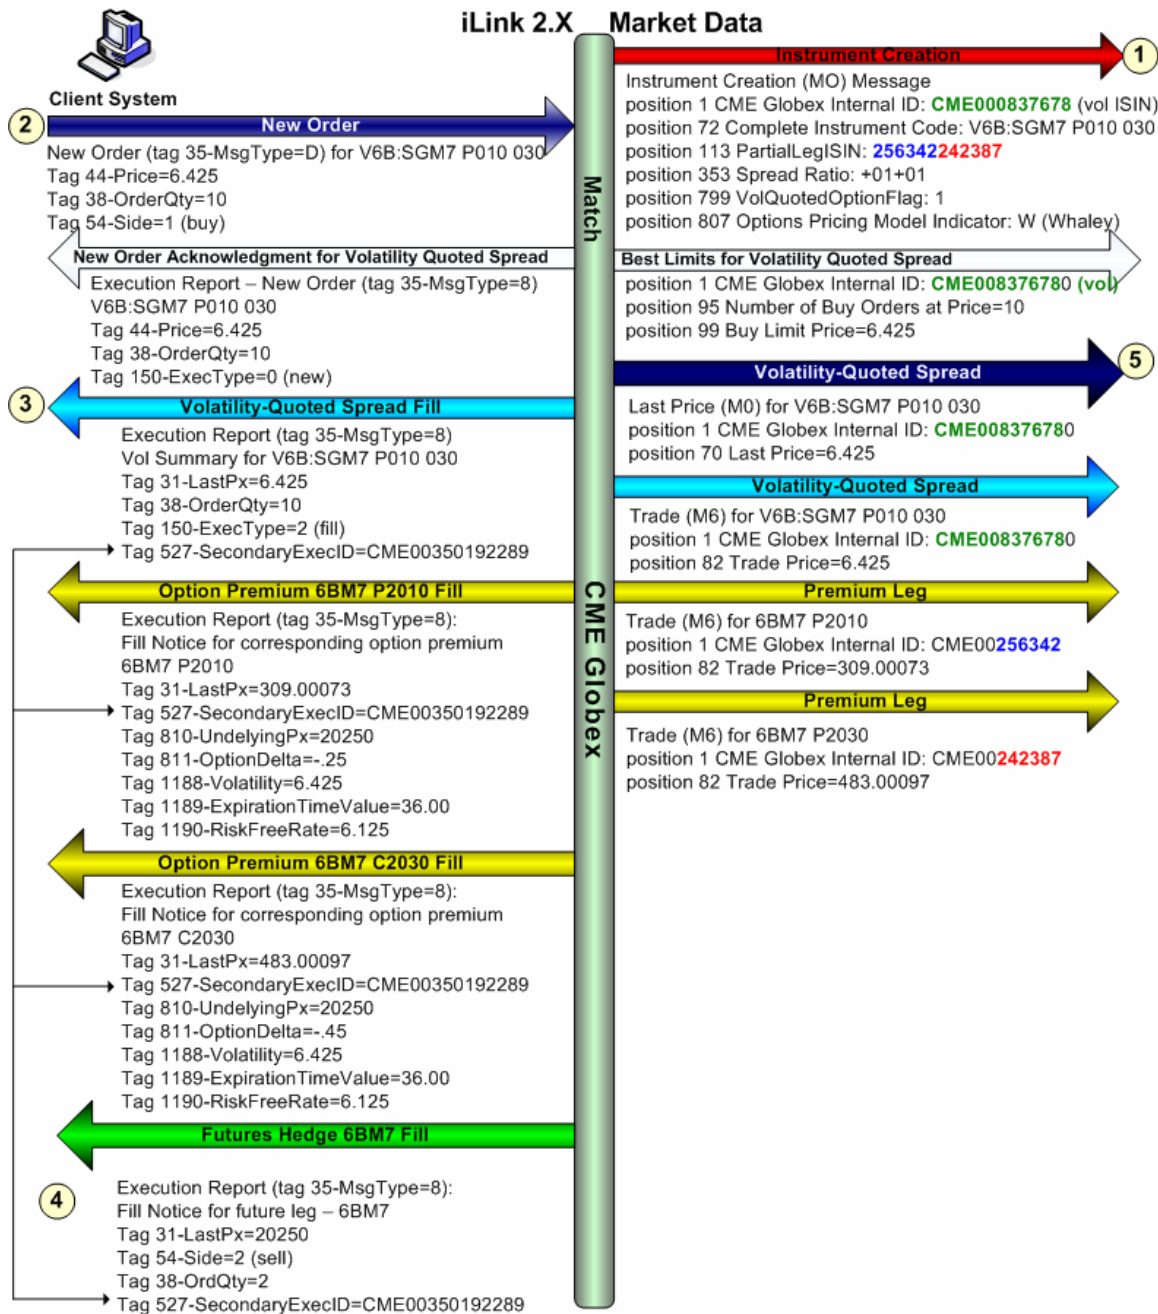 iLink 2.X Market Data
Client System
2
New Order
New Order (tag 35-MsgType=D) for V6B:SGM7 P010 030
Tag 44-Price=6.425
Tag 38-OrderQty=10
Tag 54-Side=1 (buy)
New Order Acknowledgment for Volatility Quoted Spread
Execution Report – New Order (tag 35-MsgType=8)
V6B:SGM7 P010 030
Tag 44-Price=6.425
Tag 38-OrderQty=10
Tag 150-ExecType=0 (new)
3
Volatility-Quoted Spread Fill
Execution Report (tag 35-MsgType=8)
Vol Summary for V6B:SGM7 P010 030
Tag 31-LastPx=6.425
Tag 38-OrderQty=10
Tag 150-ExecType=2 (fill)
Tag 527-SecondaryExecID=CME00350192289
Option Premium 6BM7 P2010 Fill
Execution Report (tag 35-MsgType=8):
Fill Notice for corresponding option premium
6BM7 P2010
Tag 31-LastPx=309.00073
Tag 527-SecondaryExecID=CME00350192289
Tag 810-UndelyingPx=20250
Tag 811-OptionDelta=-.25
Tag 1188-Volatility=6.425
Tag 1189-ExpirationTimeValue=36.00
Tag 1190-RiskFreeRate=6.125
Option Premium 6BM7 C2030 Fill
Execution Report (tag 35-MsgType=8):
Fill Notice for corresponding option premium
6BM7 C2030
Tag 31-LastPx=483.00097
Tag 527-SecondaryExecID=CME00350192289
Tag 810-UndelyingPx=20250
Tag 811-OptionDelta=-.45
Tag 1188-Volatility=6.425
Tag 1189-ExpirationTimeValue=36.00
Tag 1190-RiskFreeRate=6.125
Futures Hedge 6BM7 Fill
4
Execution Report (tag 35-MsgType=8):
Fill Notice for future leg – 6BM7
Tag 31-LastPx=20250
Tag 54-Side=2 (sell)
Tag 38-OrdQty=2
Tag 527-SecondaryExecID=CME00350192289
Match
CME Globex
Instrument Creation
1
Instrument Creation (MO) Message
position 1 CME Globex Internal ID: CME000837678 (vol ISIN)
position 72 Complete Instrument Code: V6B:SGM7 P010 030
position 113 PartialLegISIN: 256342242387
position 353 Spread Ratio: +01+01
position 799 VolQuotedOptionFlag: 1
position 807 Options Pricing Model Indicator: W (Whaley)
Best Limits for Volatility Quoted Spread
position 1 CME Globex Internal ID: CME008376780 (vol)
position 95 Number of Buy Orders at Price=10
position 99 Buy Limit Price=6.425
Volatility-Quoted Spread
5
Last Price (M0) for V6B:SGM7 P010 030
position 1 CME Globex Internal ID: CME008376780
position 70 Last Price=6.425
Volatility-Quoted Spread
Trade (M6) for V6B:SGM7 P010 030
position 1 CME Globex Internal ID: CME008376780
position 82 Trade Price=6.425
Premium Leg
Trade (M6) for 6BM7 P2010
position 1 CME Globex Internal ID: CME00256342
position 82 Trade Price=309.00073
Premium Leg
Trade (M6) for 6BM7 P2030
position 1 CME Globex Internal ID: CME00242387
position 82 Trade Price=483.00097